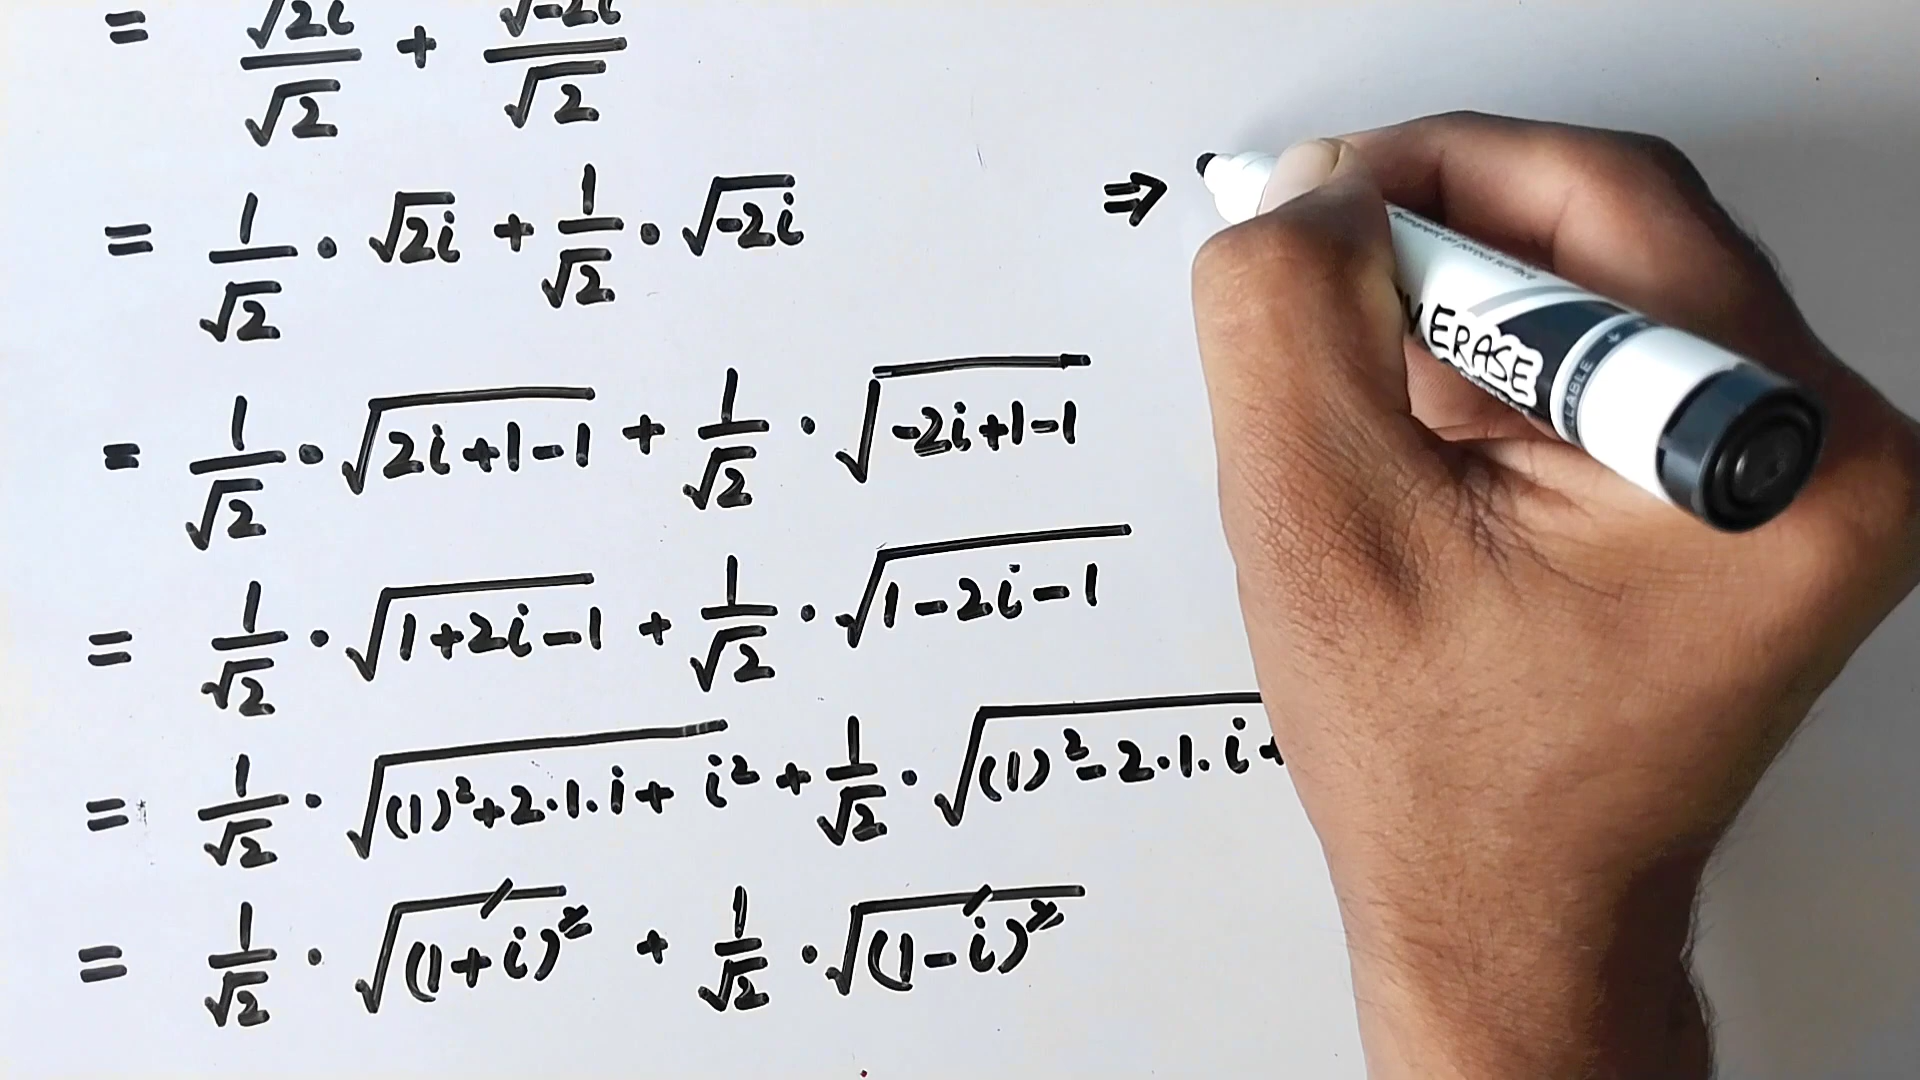 = √2i/√2 + √-2i/√2
= 1/√2 · √2i + 1/√2 · √-2i
⇒
= 1/√2 · √2i+1-1 + 1/√2 · √-2i+1-1
= 1/√2 · √1+2i-1 + 1/√2 · √1-2i-1
= 1/√2 · √(1)²+2·1·i+i² + 1/√2 · √(1)²-2·1·i+
= 1/√2 · √(1+i)² + 1/√2 · √(1-i)²
ERASE